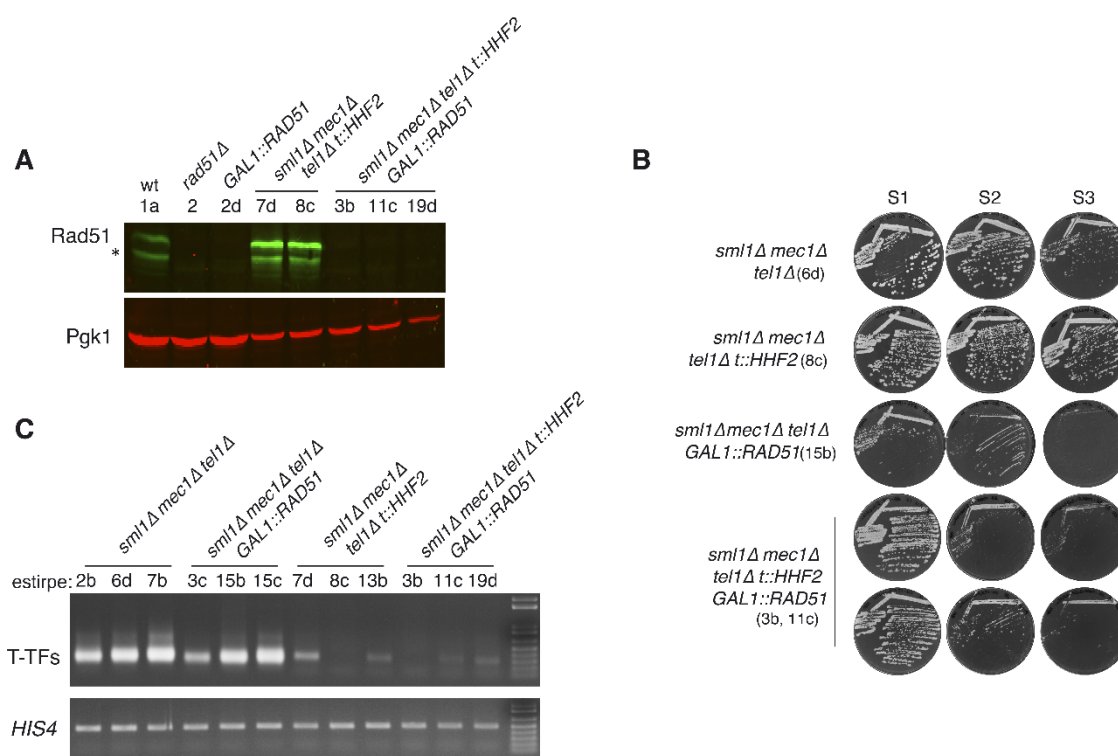 A
wt
rad51Δ
GAL1::RAD51
sml1Δ mec1Δ
tel1Δ t::HHF2
sml1Δ mec1Δ tel1Δ t::HHF2
GAL1::RAD51
1a 2 2d 7d 8c 3b 11c 19d
Rad51
*
Pgk1
B
S1 S2 S3
sml1Δ mec1Δ
tel1Δ(6d)
sml1Δ mec1Δ
tel1Δ t::HHF2 (8c)
sml1Δmec1Δ tel1Δ
GAL1::RAD51(15b)
sml1Δ mec1Δ
tel1Δ t::HHF2
GAL1::RAD51
(3b, 11c)
C
sml1Δ mec1Δ tel1Δ
sml1Δ mec1Δ tel1Δ
GAL1::RAD51
sml1Δ mec1Δ
tel1Δ t::HHF2
sml1Δ mec1Δ tel1Δ t::HHF2
GAL1::RAD51
estirpe: 2b 6d 7b 3c 15b 15c 7d 8c 13b 3b 11c 19d
T-TFs
HIS4